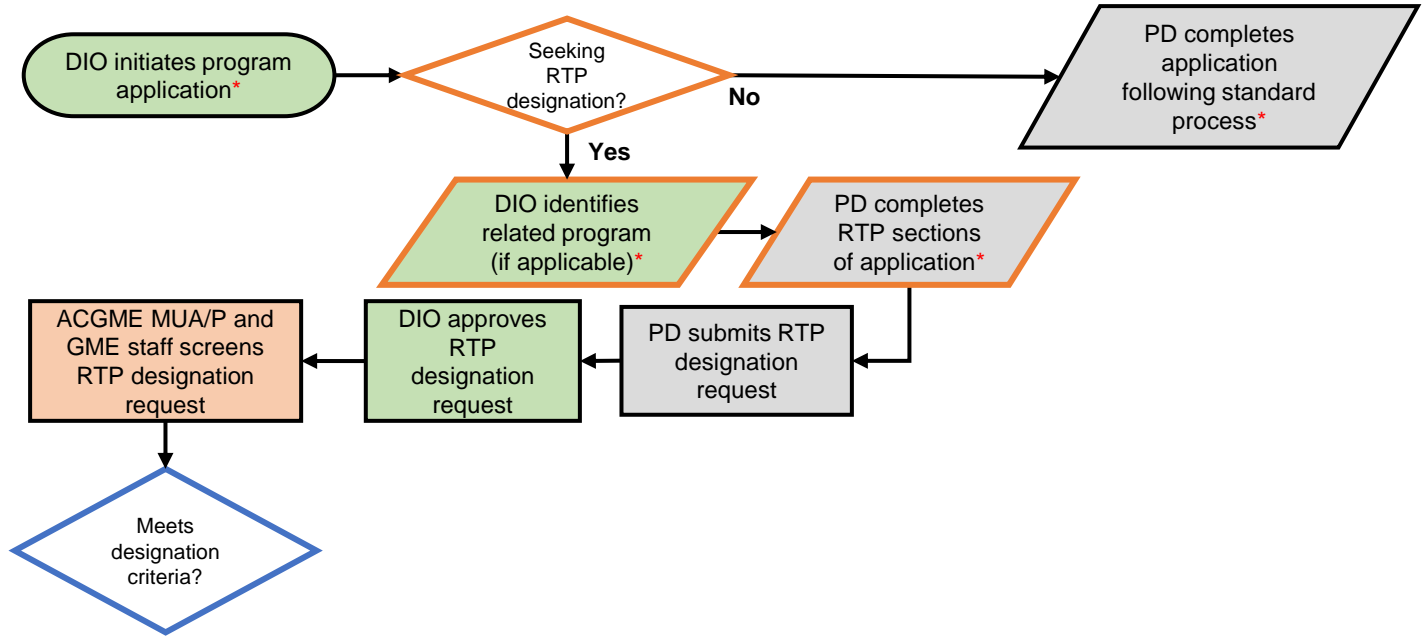 DIO initiates program
application*
Seeking
RTP
designation?
No
PD completes
application
following standard
process*
Yes
DIO identifies
related program
(if applicable)*
PD completes
RTP sections
of application*
ACGME MUA/P and
GME staff screens
RTP designation
request
DIO approves
RTP
designation
request
PD submits RTP
designation
request
Meets
designation
criteria?